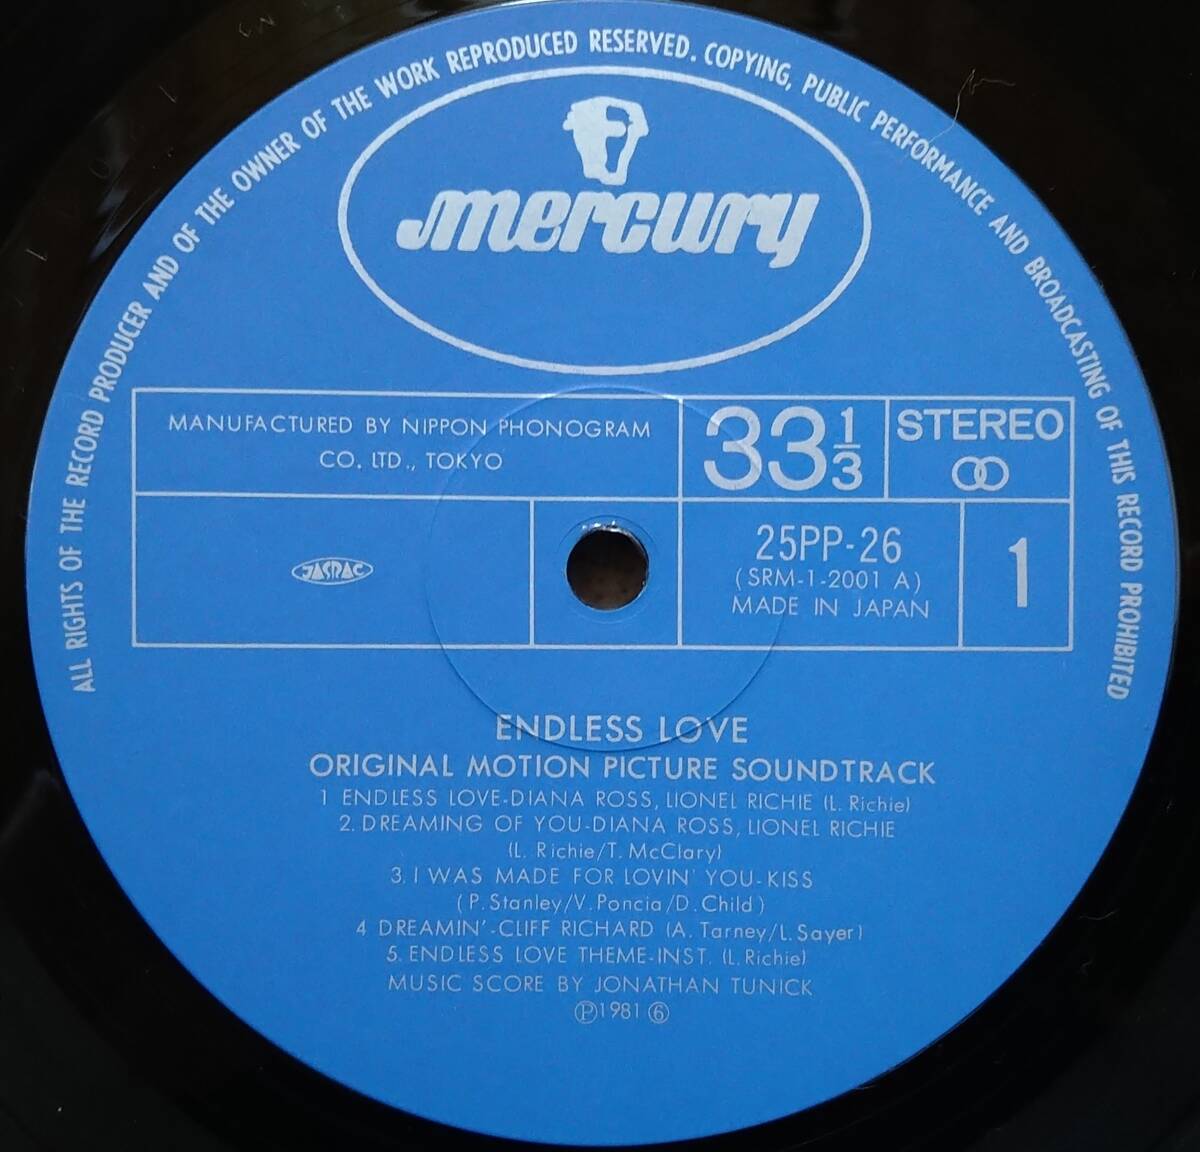 ALL RIGHTS OF THE RECORD PRODUCER AND OF THE OWNER OF THE WORK REPRODUCED RESERVED. COPYING, PUBLIC PERFORMANCE AND BROADCASTING OF THIS RECORD PROHIBITED
mercury
MANUFACTURED BY NIPPON PHONOGRAM
CO. LTD., TOKYO
33 1/3
STEREO
JASRAC
25PP-26
(SRM-1-2001 A)
MADE IN JAPAN
1
ENDLESS LOVE
ORIGINAL MOTION PICTURE SOUNDTRACK
1 ENDLESS LOVE-DIANA ROSS, LIONEL RICHIE (L. Richie)
2. DREAMING OF YOU-DIANA ROSS, LIONEL RICHIE
(L. Richie/T. McClary)
3. I WAS MADE FOR LOVIN' YOU-KISS
(P. Stanley/V. Poncia/D. Child)
4 DREAMIN'-CLIFF RICHARD (A. Tarney/L. Sayer)
5. ENDLESS LOVE THEME-INST. (L. Richie)
MUSIC SCORE BY JONATHAN TUNICK
Ⓟ1981 ⑥